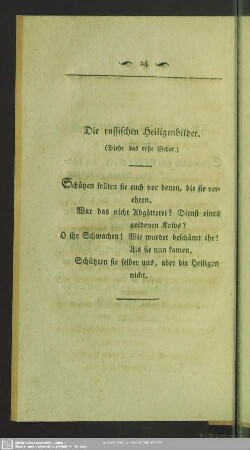 24
Die russischen Heiligenbilder.
(Siehe das erste Gebot.)
Schützen sollten sie euch vor denen, die sie ver-
ehren.
War das nicht Abgötterei? Dienst eines
goldenen Kalbs?
O ihr Schwachen! Wie wurdet beschämt ihr!
Als sie nun kamen,
Schützten sie selber uns, aber die Heiligen
nicht.